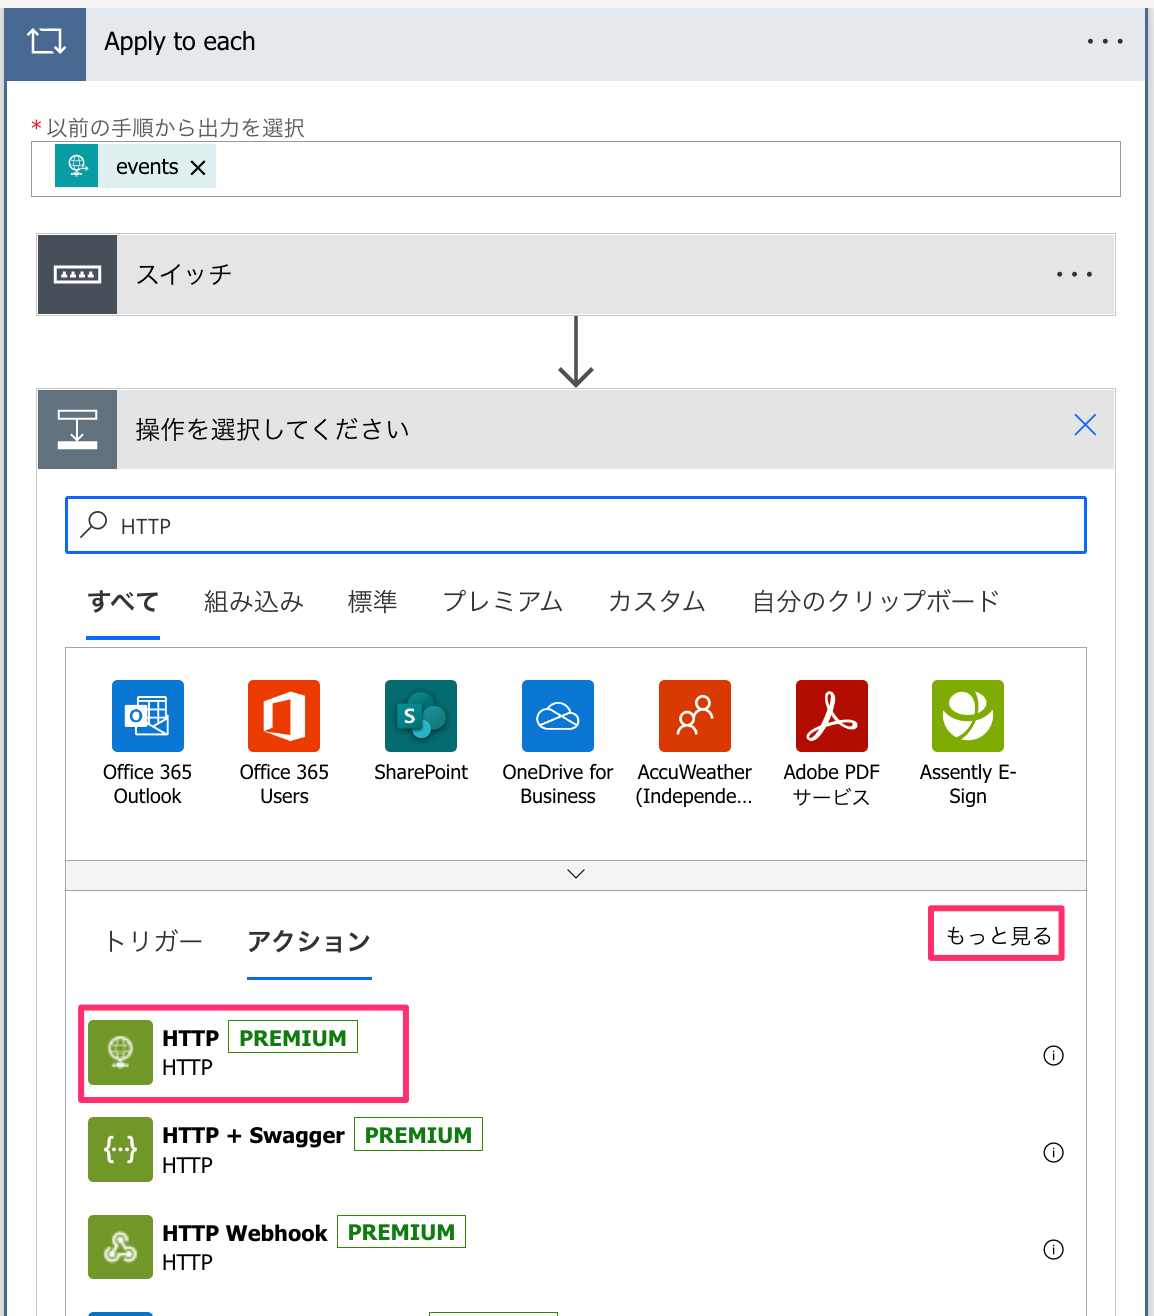 Apply to each
*以前の手順から出力を選択
events
スイッチ
操作を選択してください
HTTP
すべて 組み込み 標準 プレミアム カスタム 自分のクリップボード
Office 365 Outlook
Office 365 Users
SharePoint
OneDrive for Business
AccuWeather (Independe...
Adobe PDF サービス
Assently E-Sign
トリガー アクション もっと見る
HTTP PREMIUM
HTTP
HTTP + Swagger PREMIUM
HTTP
HTTP Webhook PREMIUM
HTTP